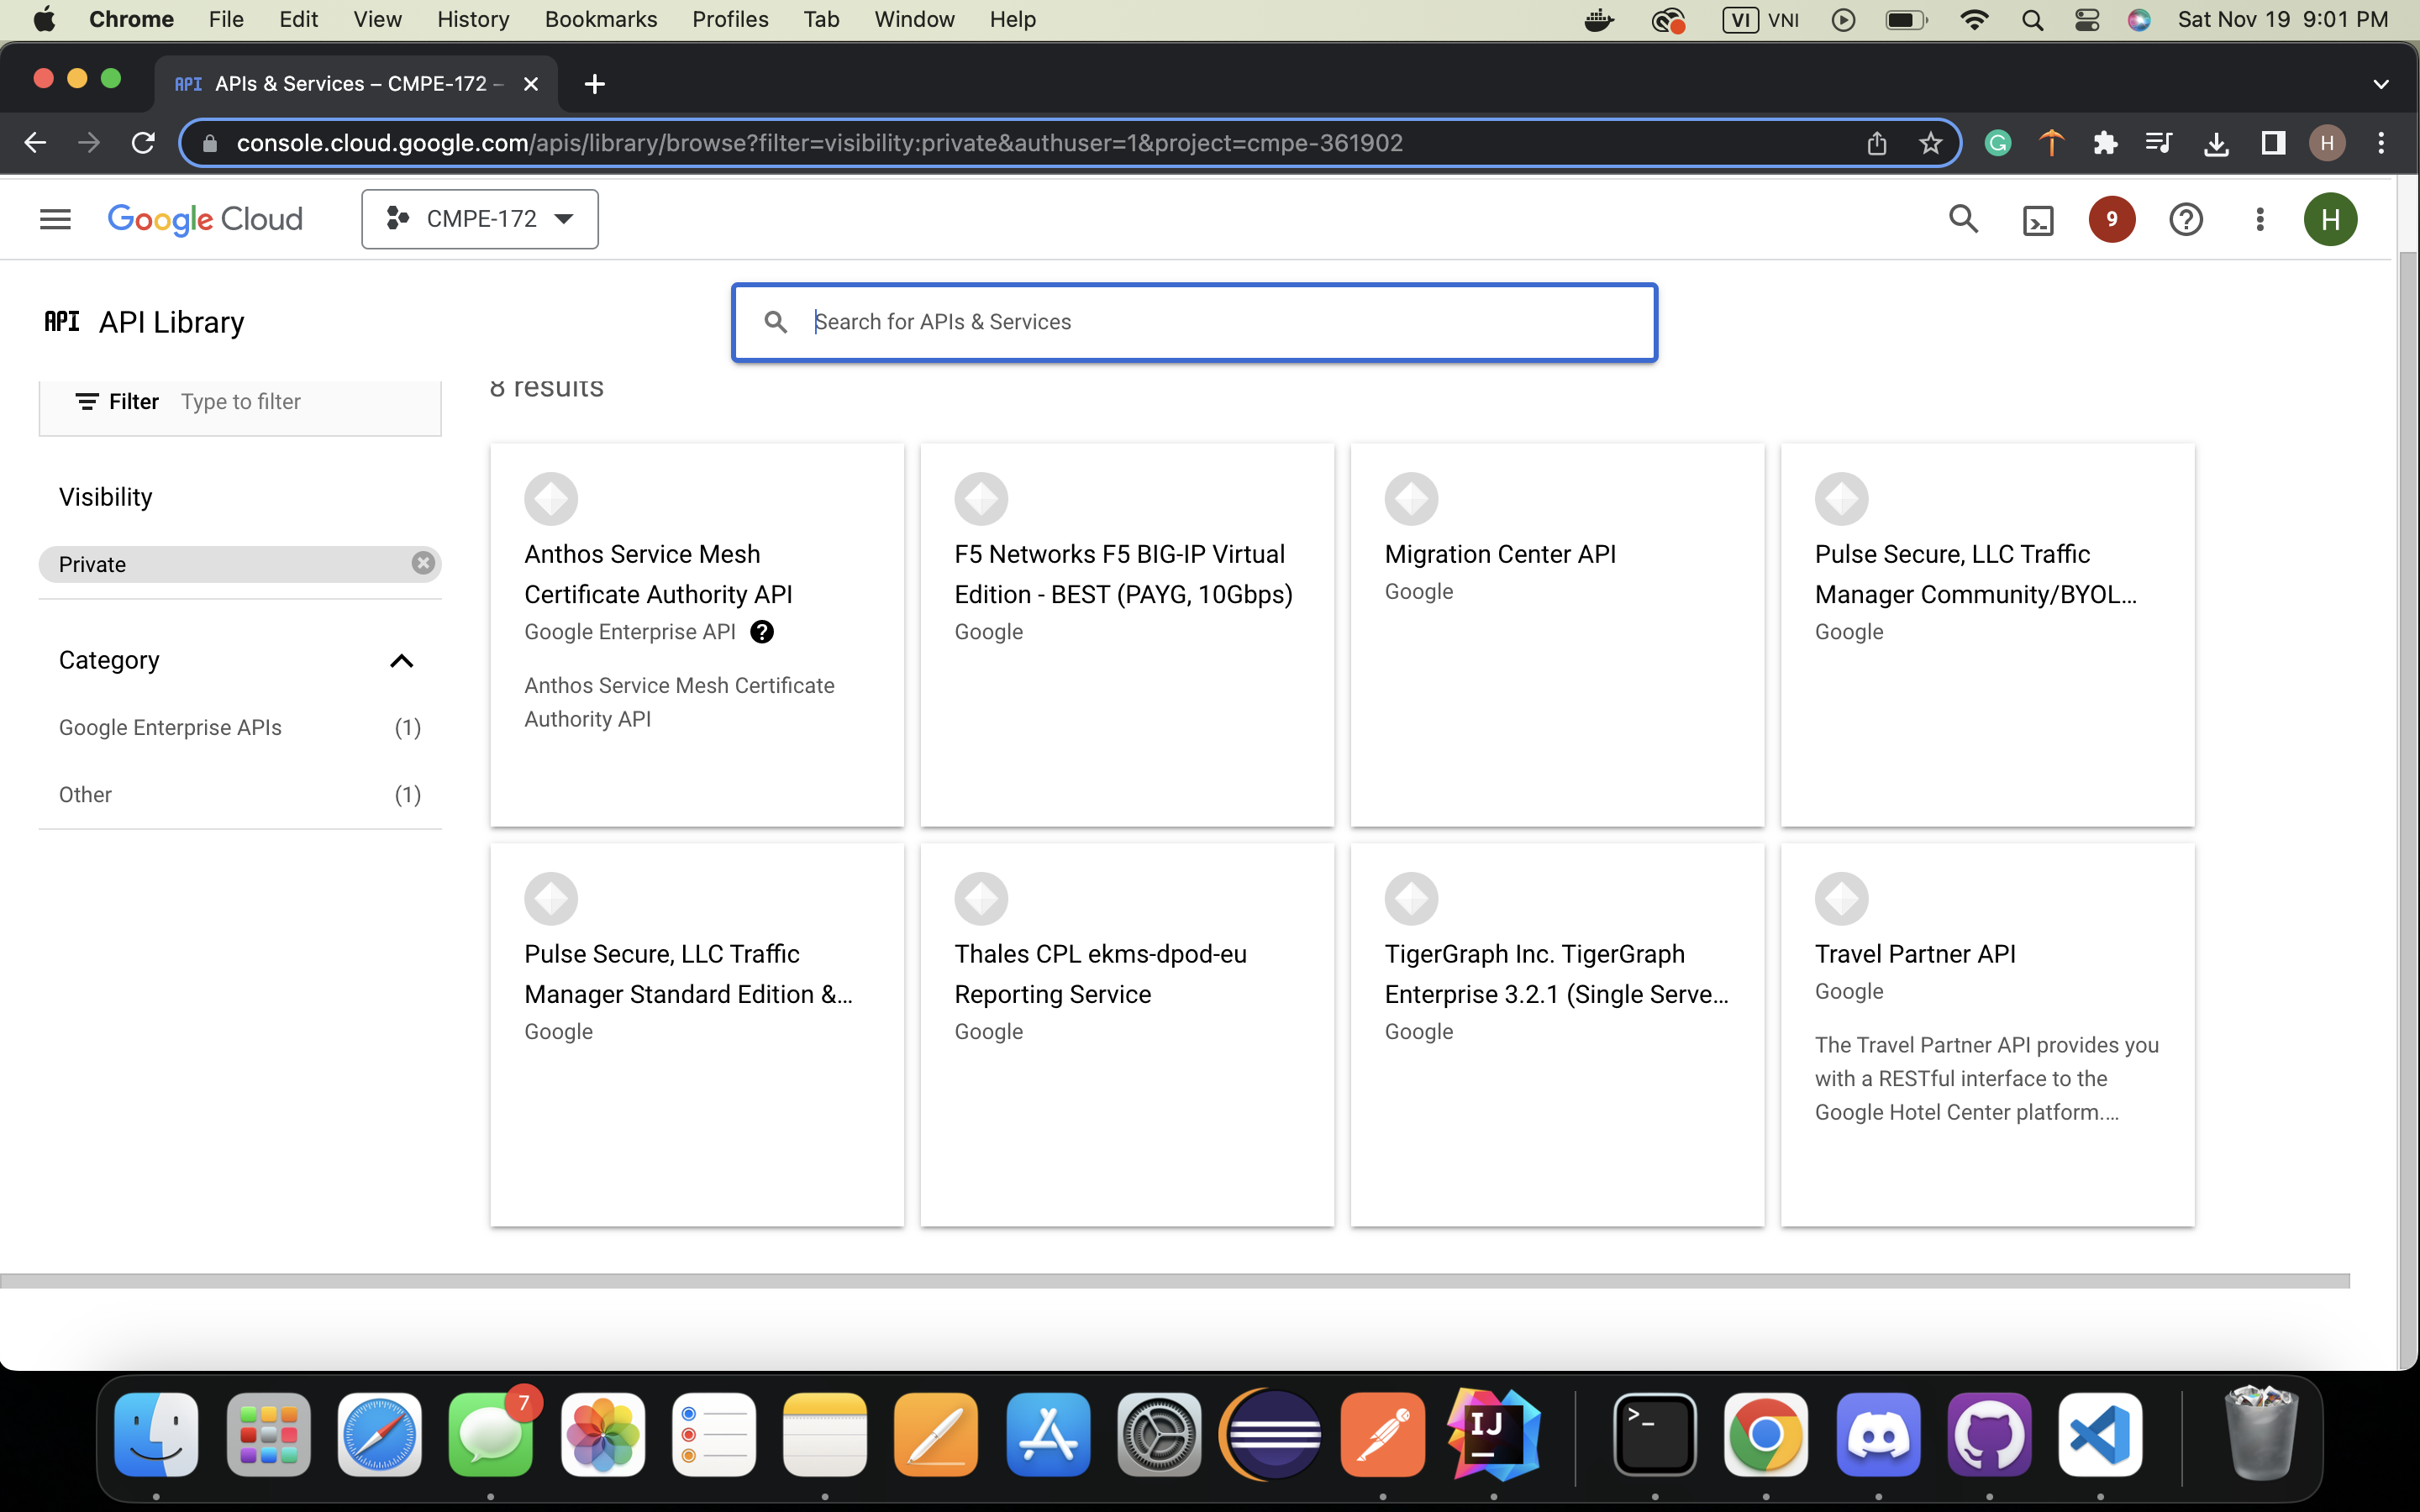 Chrome File Edit View History Bookmarks Profiles Tab Window Help VI VNI Sat Nov 19 9:01 PM
API APIs & Services – CMPE-172 –
console.cloud.google.com/apis/library/browse?filter=visibility:private&authuser=1&project=cmpe-361902 G H
Google Cloud CMPE-172 9 H
API API Library Search for APIs & Services
Filter Type to filter
8 results
Visibility
Private
Category
Google Enterprise APIs (1)
Other (1)
Anthos Service Mesh
Certificate Authority API
Google Enterprise API
Anthos Service Mesh Certificate
Authority API
F5 Networks F5 BIG-IP Virtual
Edition - BEST (PAYG, 10Gbps)
Google
Migration Center API
Google
Pulse Secure, LLC Traffic
Manager Community/BYOL...
Google
Pulse Secure, LLC Traffic
Manager Standard Edition &...
Google
Thales CPL ekms-dpod-eu
Reporting Service
Google
TigerGraph Inc. TigerGraph
Enterprise 3.2.1 (Single Serve...
Google
Travel Partner API
Google
The Travel Partner API provides you
with a RESTful interface to the
Google Hotel Center platform....
7
IJ